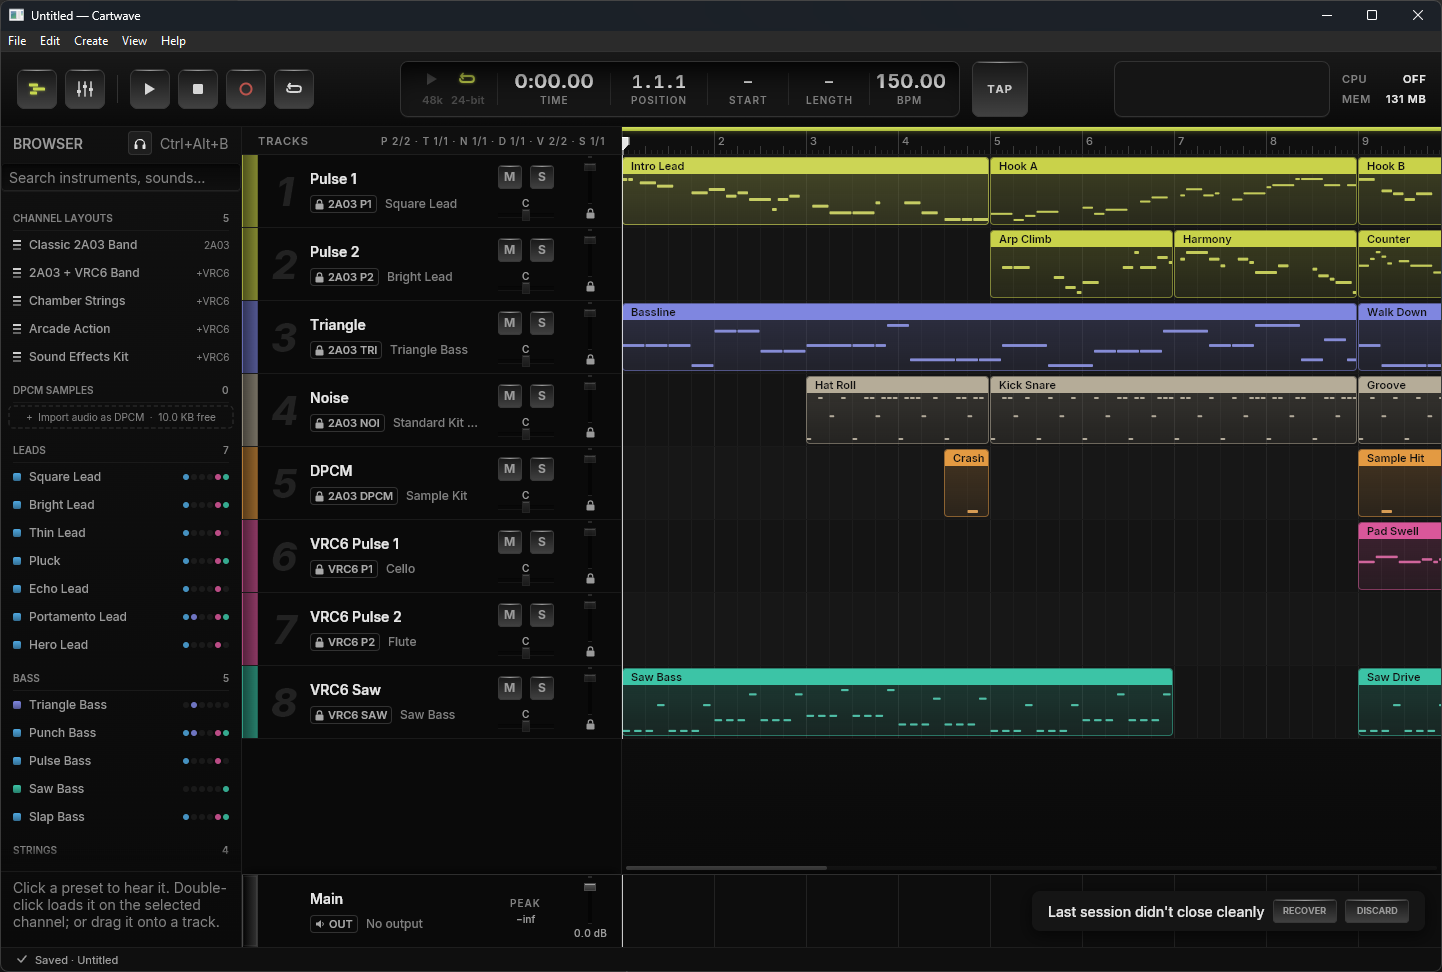 Untitled — Cartwave
File Edit Create View Help
48k 24-bit
0:00.00
TIME
1.1.1
POSITION
–
START
–
LENGTH
150.00
BPM
TAP
CPU OFF
MEM 131 MB
BROWSER Ctrl+Alt+B
Search instruments, sounds...
CHANNEL LAYOUTS 5
Classic 2A03 Band 2A03
2A03 + VRC6 Band +VRC6
Chamber Strings +VRC6
Arcade Action +VRC6
Sound Effects Kit +VRC6
DPCM SAMPLES 0
+ Import audio as DPCM · 10.0 KB free
LEADS 7
Square Lead
Bright Lead
Thin Lead
Pluck
Echo Lead
Portamento Lead
Hero Lead
BASS 5
Triangle Bass
Punch Bass
Pulse Bass
Saw Bass
Slap Bass
STRINGS 4
Click a preset to hear it. Double-
click loads it on the selected
channel; or drag it onto a track.
TRACKS P 2/2 · T 1/1 · N 1/1 · D 1/1 · V 2/2 · S 1/1
1 Pulse 1 M S
2A03 P1 Square Lead C
2 Pulse 2 M S
2A03 P2 Bright Lead C
3 Triangle M S
2A03 TRI Triangle Bass C
4 Noise M S
2A03 NOI Standard Kit ... C
5 DPCM M S
2A03 DPCM Sample Kit C
6 VRC6 Pulse 1 M S
VRC6 P1 Cello C
7 VRC6 Pulse 2 M S
VRC6 P2 Flute C
8 VRC6 Saw M S
VRC6 SAW Saw Bass C
2 3 4 5 6 7 8 9
Intro Lead Hook A Hook B
Arp Climb Harmony Counter
Bassline Walk Down
Hat Roll Kick Snare Groove
Crash Sample Hit
Pad Swell
Saw Bass Saw Drive
Main
OUT No output
PEAK
-inf
0.0 dB
Last session didn't close cleanly RECOVER DISCARD
Saved · Untitled